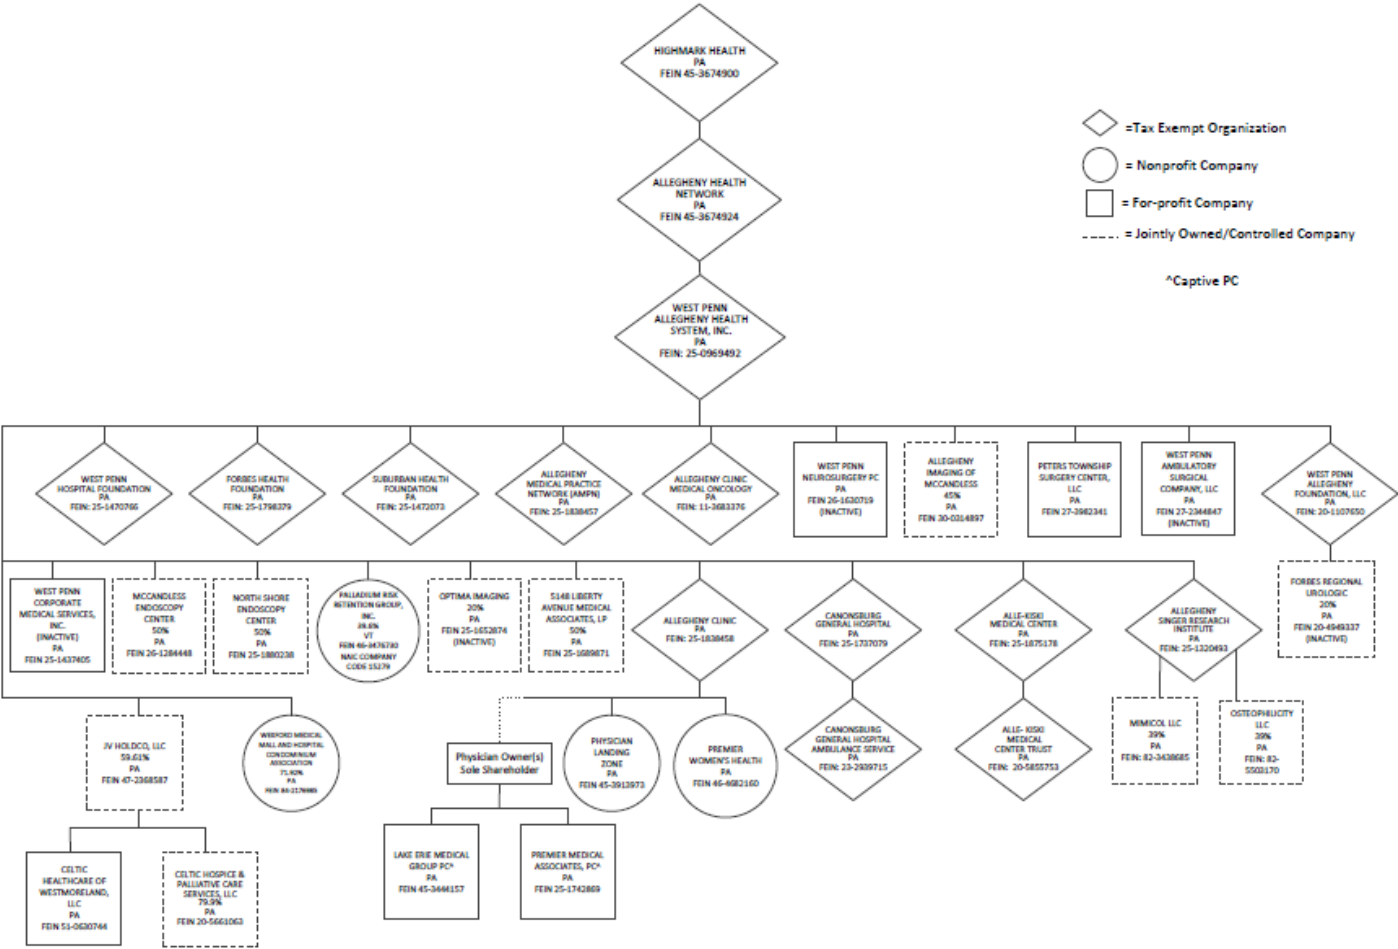 HIGHMARK HEALTH
PA
FEIN 45-3674900
=Tax Exempt Organization
= Nonprofit Company
= For-profit Company
= Jointly Owned/Controlled Company
^Captive PC
ALLEGHENY HEALTH
NETWORK
PA
FEIN 45-3674924
WEST PENN
ALLEGHENY HEALTH
SYSTEM, INC.
PA
FEIN: 25-0969492
WEST PENN
HOSPITAL FOUNDATION
PA
FEIN: 25-1470766
FORBES HEALTH
FOUNDATION
PA
FEIN: 25-1798379
SUBURBAN HEALTH
FOUNDATION
PA
FEIN: 25-1472073
ALLEGHENY
MEDICAL PRACTICE
NETWORK (AMPN)
PA
FEIN: 25-1838457
ALLEGHENY CLINIC
MEDICAL ONCOLOGY
PA
FEIN: 11-3683376
WEST PENN
NEUROSURGERY PC
PA
FEIN 26-1630719
(INACTIVE)
ALLEGHENY
IMAGING OF
MCCANDLESS
45%
PA
FEIN 30-0314897
PETERS TOWNSHIP
SURGERY CENTER,
LLC
PA
FEIN 27-3982341
WEST PENN
AMBULATORY
SURGICAL
COMPANY, LLC
PA
FEIN 27-2344847
(INACTIVE)
WEST PENN
ALLEGHENY
FOUNDATION, LLC
PA
FEIN: 20-1107650
WEST PENN
CORPORATE
MEDICAL SERVICES,
INC.
(INACTIVE)
PA
FEIN 25-1437405
MCCANDLESS
ENDOSCOPY
CENTER
50%
PA
FEIN 26-1284448
NORTH SHORE
ENDOSCOPY
CENTER
50%
PA
FEIN 25-1880238
PALLADIUM RISK
RETENTION GROUP,
INC.
VT
NAIC COMPANY
CODE 15279
OPTIMA IMAGING
20%
PA
FEIN 25-1652874
(INACTIVE)
5148 LIBERTY
AVENUE MEDICAL
ASSOCIATES, LP
50%
PA
FEIN 25-1689871
ALLEGHENY CLINIC
PA
FEIN: 25-1838458
CANONSBURG
GENERAL HOSPITAL
PA
FEIN: 25-1737079
ALLE-KISKI
MEDICAL CENTER
PA
FEIN: 25-1875178
ALLEGHENY
SINGER RESEARCH
INSTITUTE
PA
FEIN: 25-1320493
FORBES REGIONAL
UROLOGIC
20%
PA
FEIN 20-4949337
(INACTIVE)
JV HOLDCO, LLC
59.61%
PA
FEIN 47-2368587
WEXFORD MEDICAL
MALL AND HOSPITAL
CONDOMINIUM
ASSOCIATION
PA
Physician Owner(s)
Sole Shareholder
PHYSICIAN
LANDING
ZONE
PA
FEIN 45-3913973
PREMIER
WOMEN'S HEALTH
PA
FEIN 46-4682160
CANONSBURG
GENERAL HOSPITAL
AMBULANCE SERVICE
PA
FEIN: 23-2939715
ALLE- KISKI
MEDICAL
CENTER TRUST
PA
FEIN: 20-5855753
MIMICOL LLC
39%
PA
FEIN: 82-3438685
OSTEOPHILICITY
LLC
39%
PA
FEIN: 82-
5503170
CELTIC
HEALTHCARE OF
WESTMORELAND,
LLC
PA
FEIN 51-0630744
CELTIC HOSPICE &
PALLIATIVE CARE
SERVICES, LLC
79.9%
PA
FEIN 20-5661063
LAKE ERIE MEDICAL
GROUP PC^
PA
FEIN 45-3444157
PREMIER MEDICAL
ASSOCIATES, PC^
PA
FEIN 25-1742869